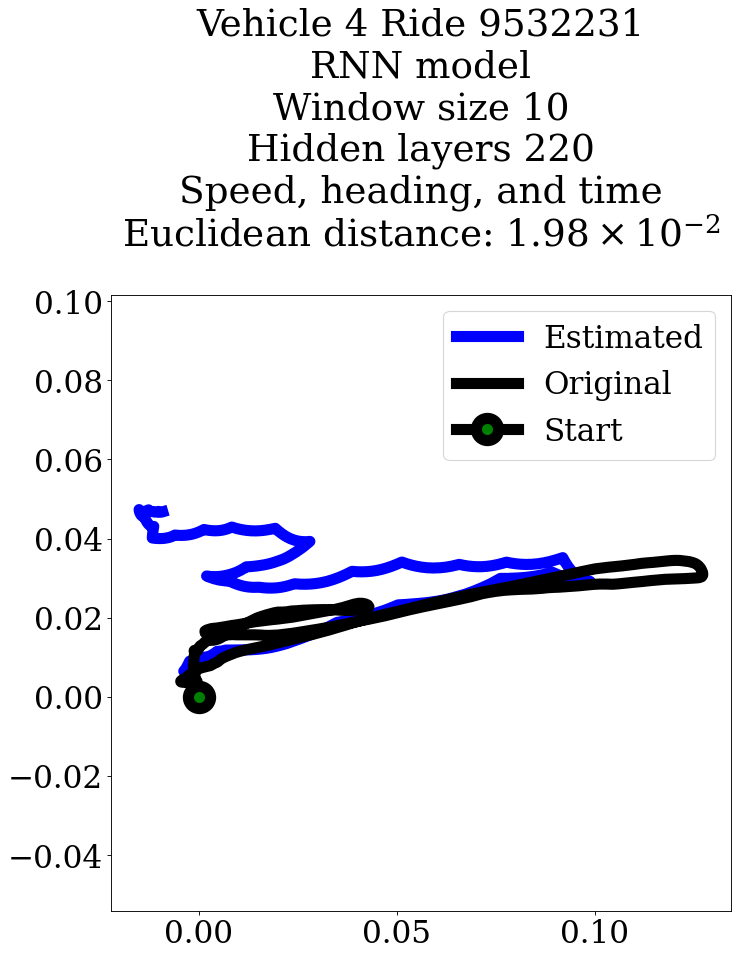 Vehicle 4 Ride 9532231
RNN model
Window size 10
Hidden layers 220
Speed, heading, and time
Euclidean distance: 1.98 × 10⁻²
0.10
0.08
0.06
0.04
0.02
0.00
−0.02
−0.04
Estimated
Original
Start
0.00 0.05 0.10